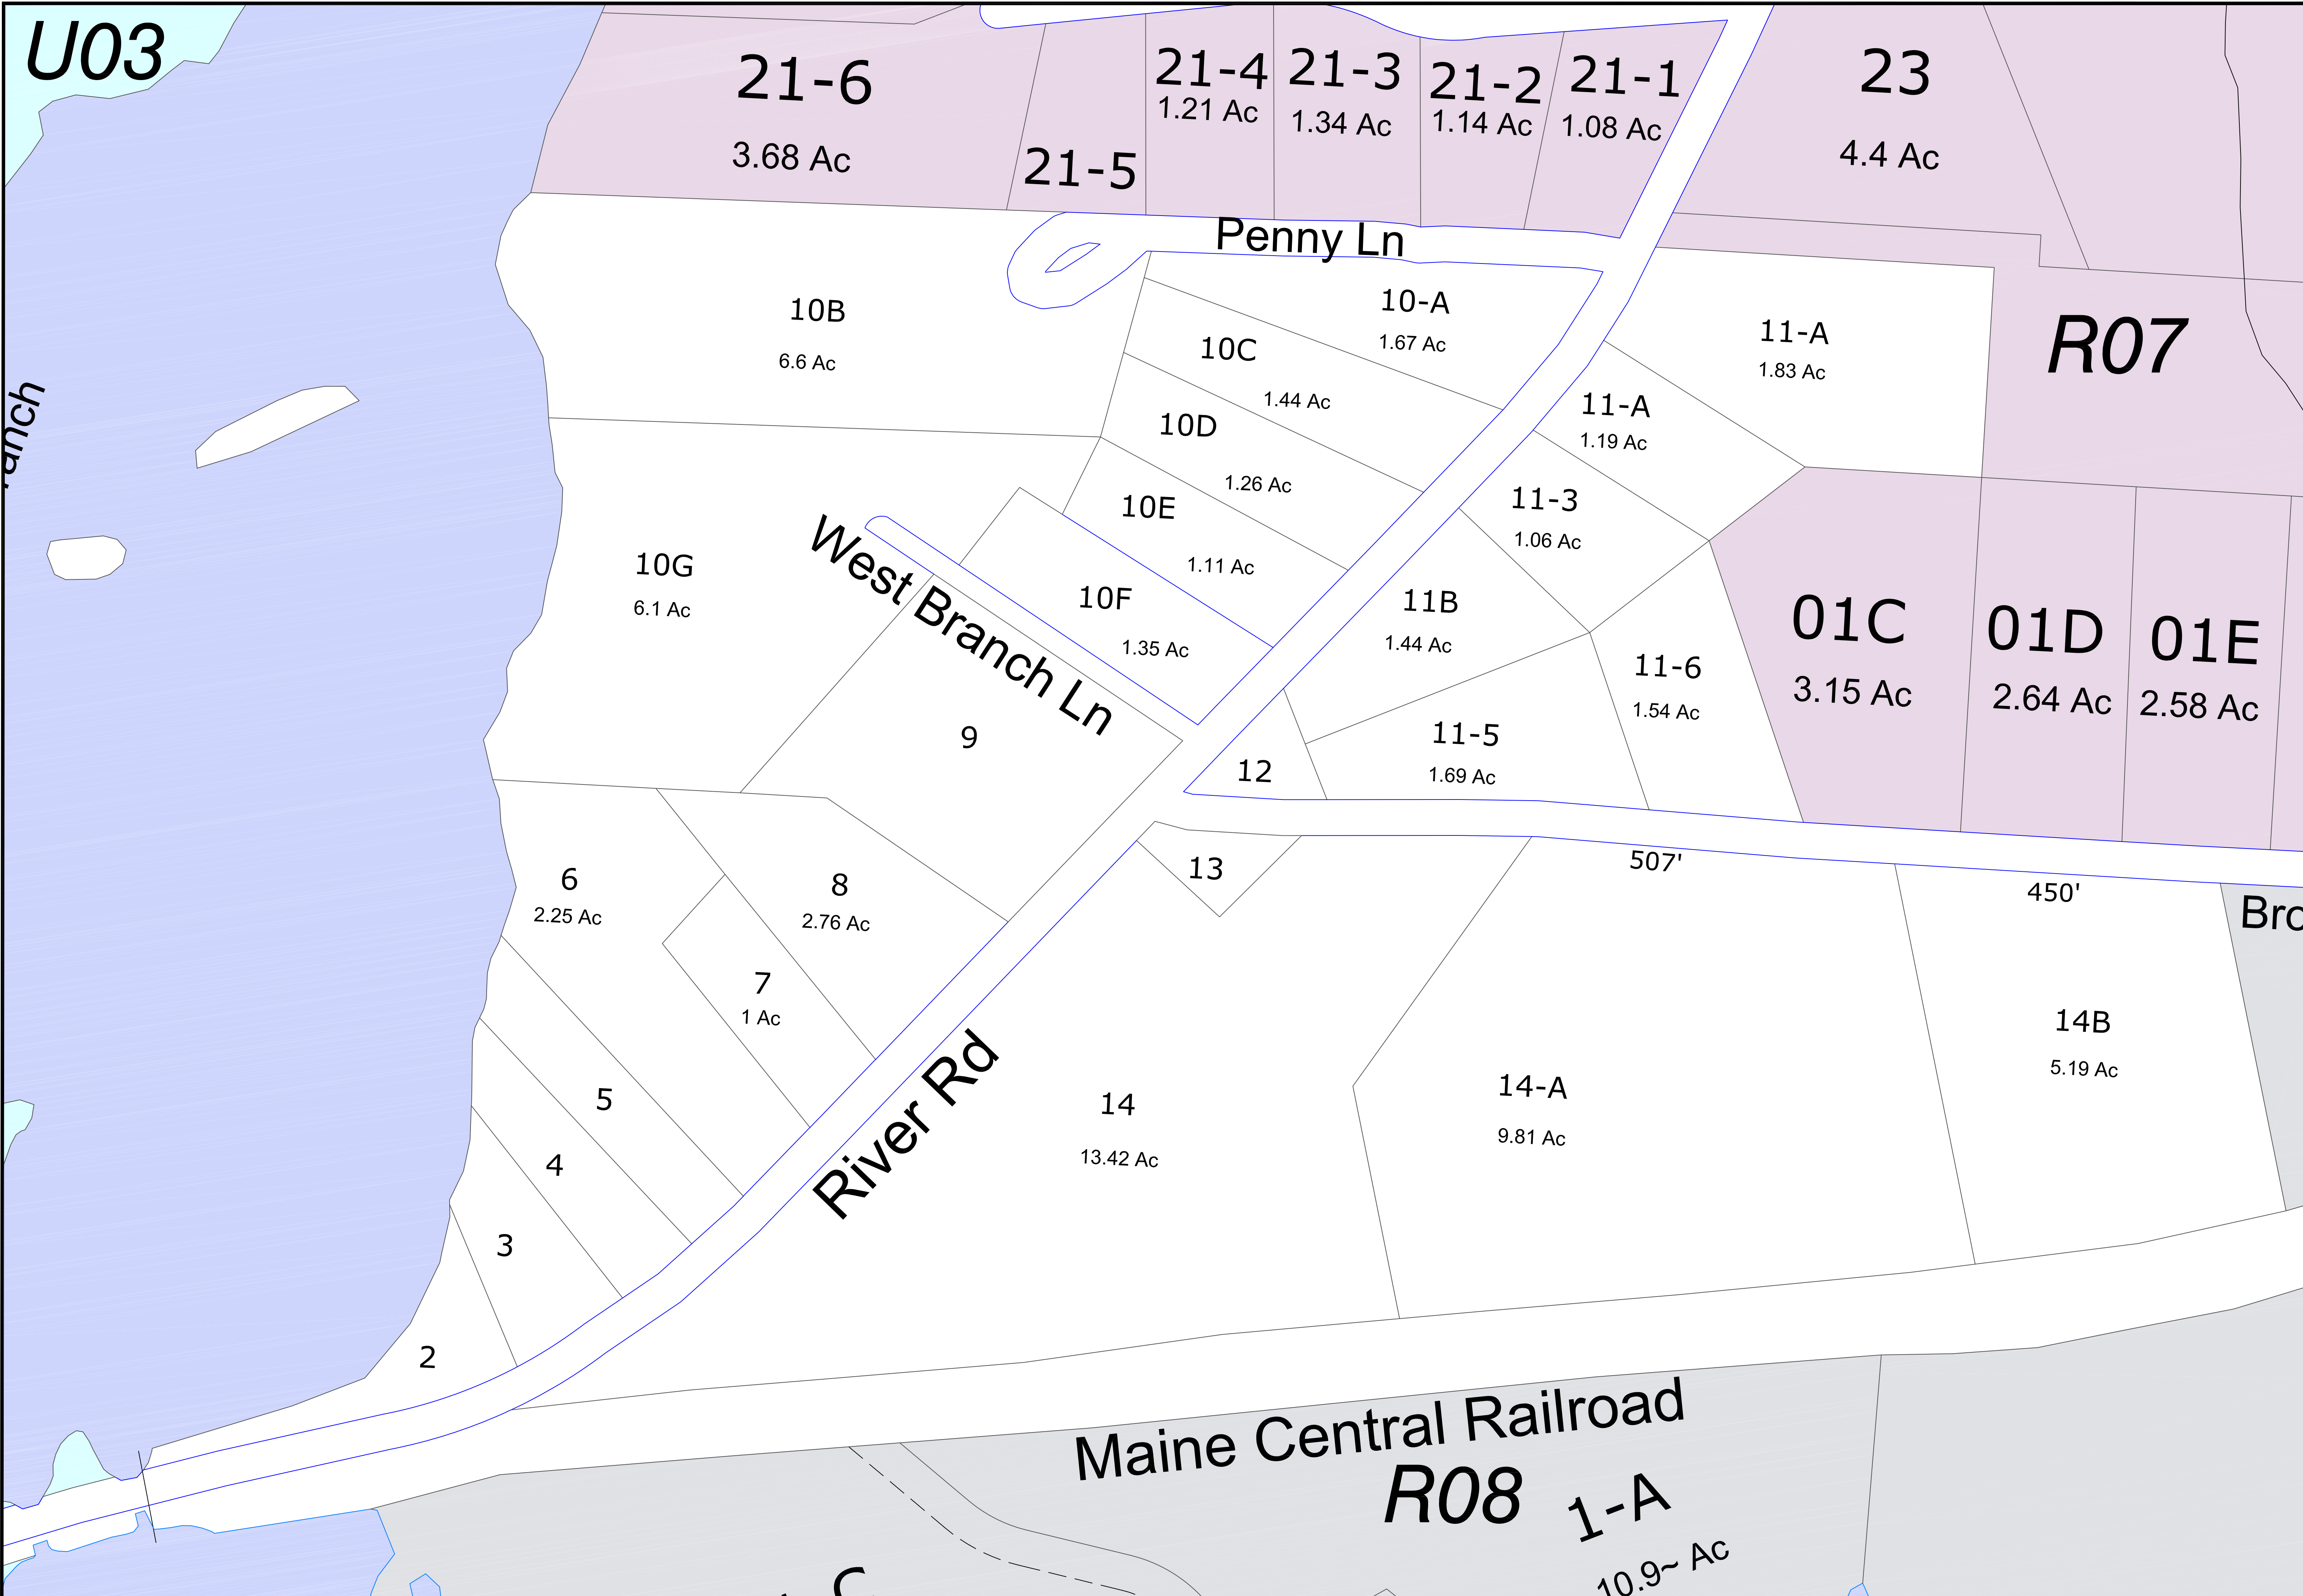 U03
21-6
3.68 Ac
21-5
21-4
1.21 Ac
21-3
1.34 Ac
21-2
1.14 Ac
21-1
1.08 Ac
23
4.4 Ac
Penny Ln
10B
6.6 Ac
10-A
1.67 Ac
10C
1.44 Ac
10D
1.26 Ac
10E
1.11 Ac
10F
1.35 Ac
11-A
1.83 Ac
11-A
1.19 Ac
11-3
1.06 Ac
R07
anch
10G
6.1 Ac
West Branch Ln
11B
1.44 Ac
11-6
1.54 Ac
01C
3.15 Ac
01D
2.64 Ac
01E
2.58 Ac
9
12
11-5
1.69 Ac
6
2.25 Ac
8
2.76 Ac
13
507'
450'
Bro
7
1 Ac
5
4
3
2
River Rd
14
13.42 Ac
14-A
9.81 Ac
14B
5.19 Ac
Maine Central Railroad
R08
1-A
10.9~ Ac
C